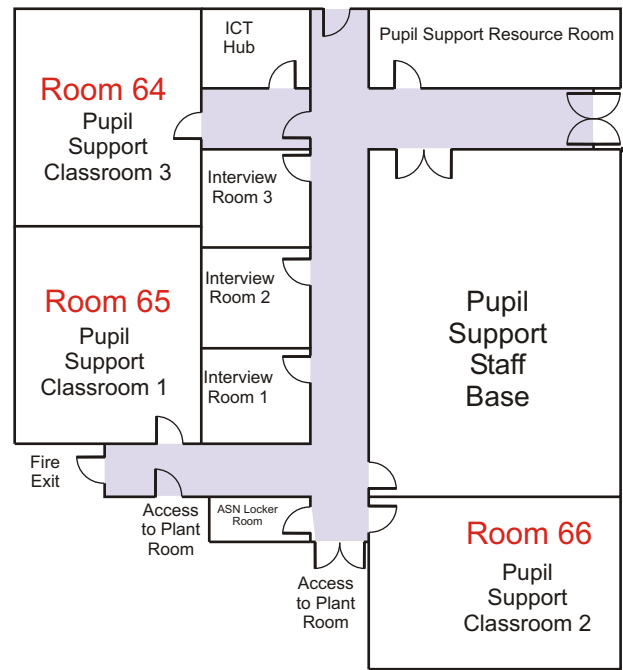 ICT
Hub
Pupil Support Resource Room
Room 64
Pupil
Support
Classroom 3
Interview
Room 3
Room 65
Pupil
Support
Classroom 1
Interview
Room 2
Pupil
Support
Staff
Base
Interview
Room 1
Fire
Exit
Access
to Plant
Room
ASN Locker
Room
Access
to Plant
Room
Room 66
Pupil
Support
Classroom 2